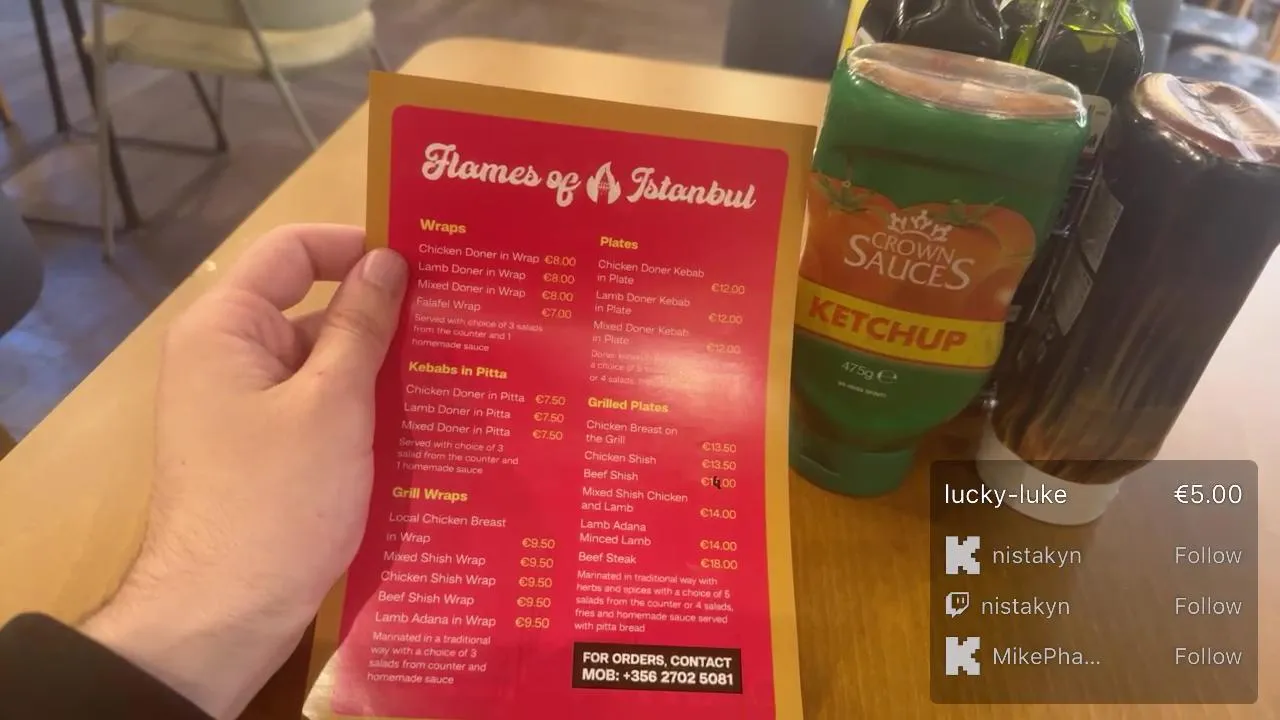 Flames of Istanbul
Wraps
Chicken Doner in Wrap €8.00
Lamb Doner in Wrap €8.00
Mixed Doner in Wrap €8.00
Falafel Wrap €7.00
Served with choice of 3 salads
from the counter and 1
homemade sauce
Kebabs in Pitta
Chicken Doner in Pitta €7.50
Lamb Doner in Pitta €7.50
Mixed Doner in Pitta €7.50
Served with choice of 3
salad from the counter and
1 homemade sauce
Grill Wraps
Local Chicken Breast
in Wrap €9.50
Mixed Shish Wrap €9.50
Chicken Shish Wrap €9.50
Beef Shish Wrap €9.50
Lamb Adana in Wrap €9.50
Marinated in a traditional
way with a choice of 3
salads from counter and
homemade sauce
Plates
Chicken Doner Kebab
in Plate €12.00
Lamb Doner Kebab
in Plate €12.00
Mixed Doner Kebab
in Plate €12.00
a choice of 5
or 4 salads,
Grilled Plates
Chicken Breast on
the Grill €13.50
Chicken Shish €13.50
Beef Shish
Mixed Shish Chicken
and Lamb €14.00
Lamb Adana
Minced Lamb €14.00
Beef Steak €18.00
Marinated in traditional way with
herbs and spices with a choice of 5
salads from the counter or 4 salads,
fries and homemade sauce served
with pitta bread
FOR ORDERS, CONTACT
MOB: +356 2702 5081
CROWN
SAUCES
KETCHUP
475g ℮
lucky-luke €5.00
nistakyn Follow
nistakyn Follow
MikePha... Follow